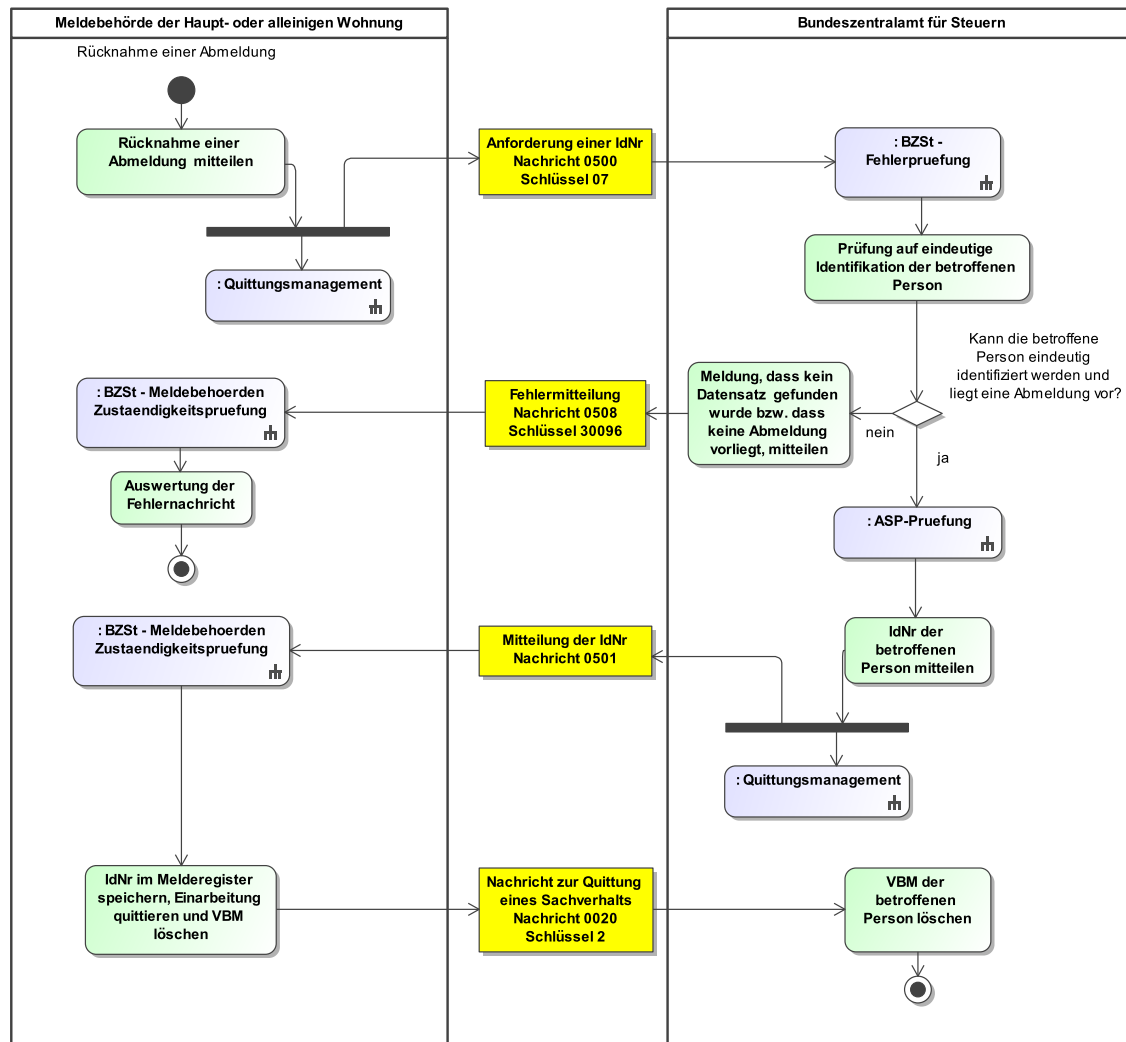 Meldebehörde der Haupt- oder alleinigen Wohnung
Bundeszentralamt für Steuern
Rücknahme einer Abmeldung
Rücknahme einer
Abmeldung mitteilen
Anforderung einer IdNr
Nachricht 0500
Schlüssel 07
: BZSt -
Fehlerpruefung
: Quittungsmanagement
Prüfung auf eindeutige
Identifikation der betroffenen
Person
Kann die betroffene
Person eindeutig
identifiziert werden und
liegt eine Abmeldung vor?
: BZSt - Meldebehoerden
Zustaendigkeitspruefung
Fehlermitteilung
Nachricht 0508
Schlüssel 30096
Meldung, dass kein
Datensatz gefunden
wurde bzw. dass
keine Abmeldung
vorliegt, mitteilen
nein
ja
Auswertung der
Fehlernachricht
: ASP-Pruefung
: BZSt - Meldebehoerden
Zustaendigkeitspruefung
Mitteilung der IdNr
Nachricht 0501
IdNr der
betroffenen
Person mitteilen
: Quittungsmanagement
IdNr im Melderegister
speichern, Einarbeitung
quittieren und VBM
löschen
Nachricht zur Quittung
eines Sachverhalts
Nachricht 0020
Schlüssel 2
VBM der
betroffenen
Person löschen